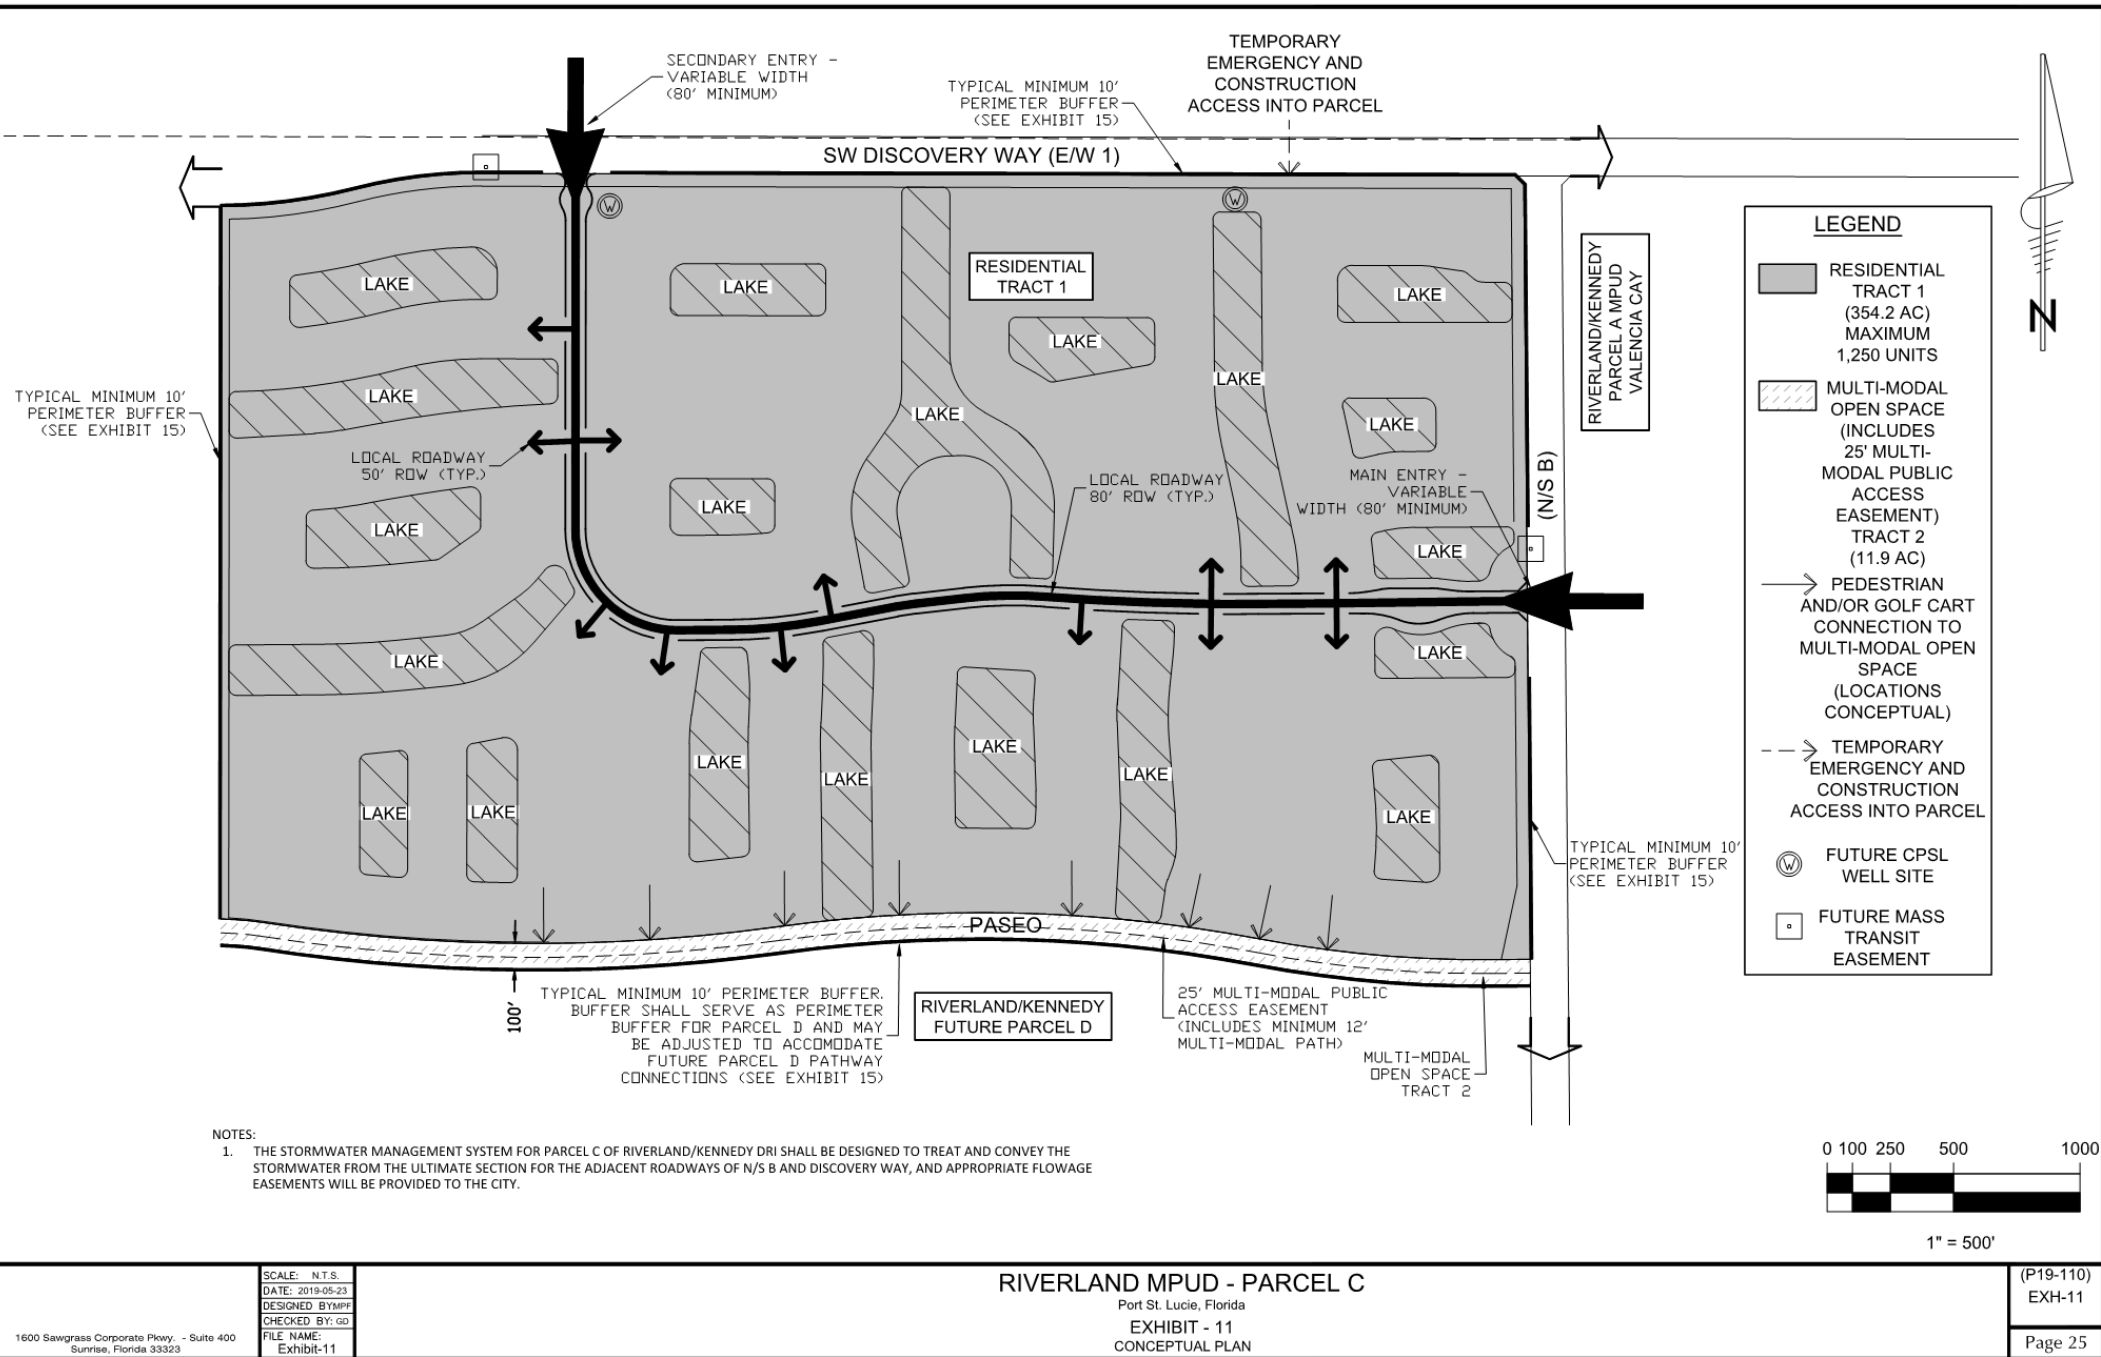 SECONDARY ENTRY -
VARIABLE WIDTH
(80' MINIMUM)
TYPICAL MINIMUM 10'
PERIMETER BUFFER
(SEE EXHIBIT 15)
TEMPORARY
EMERGENCY AND
CONSTRUCTION
ACCESS INTO PARCEL
SW DISCOVERY WAY (E/W 1)
W
W
RESIDENTIAL
TRACT 1
LAKE
LAKE
LAKE
LAKE
LAKE
LAKE
LAKE
LAKE
LAKE
TYPICAL MINIMUM 10'
PERIMETER BUFFER
(SEE EXHIBIT 15)
LOCAL ROADWAY
50' ROW (TYP.)
LOCAL ROADWAY
80' ROW (TYP.)
MAIN ENTRY -
VARIABLE
WIDTH (80' MINIMUM)
(N/S B)
RIVERLAND/KENNEDY
PARCEL A MPUD
VALENCIA CAY
LAKE
LAKE
LAKE
LAKE
LAKE
LAKE
LAKE
LAKE
LAKE
LAKE
LAKE
LAKE
TYPICAL MINIMUM 10'
PERIMETER BUFFER
(SEE EXHIBIT 15)
PASEO
100'
TYPICAL MINIMUM 10' PERIMETER BUFFER.
BUFFER SHALL SERVE AS PERIMETER
BUFFER FOR PARCEL D AND MAY
BE ADJUSTED TO ACCOMODATE
FUTURE PARCEL D PATHWAY
CONNECTIONS (SEE EXHIBIT 15)
RIVERLAND/KENNEDY
FUTURE PARCEL D
25' MULTI-MODAL PUBLIC
ACCESS EASEMENT
(INCLUDES MINIMUM 12'
MULTI-MODAL PATH)
MULTI-MODAL
OPEN SPACE
TRACT 2
LEGEND
RESIDENTIAL
TRACT 1
(354.2 AC)
MAXIMUM
1,250 UNITS
MULTI-MODAL
OPEN SPACE
(INCLUDES
25' MULTI-
MODAL PUBLIC
ACCESS
EASEMENT)
TRACT 2
(11.9 AC)
PEDESTRIAN
AND/OR GOLF CART
CONNECTION TO
MULTI-MODAL OPEN
SPACE
(LOCATIONS
CONCEPTUAL)
TEMPORARY
EMERGENCY AND
CONSTRUCTION
ACCESS INTO PARCEL
W FUTURE CPSL
WELL SITE
FUTURE MASS
TRANSIT
EASEMENT
N
NOTES:
1. THE STORMWATER MANAGEMENT SYSTEM FOR PARCEL C OF RIVERLAND/KENNEDY DRI SHALL BE DESIGNED TO TREAT AND CONVEY THE
STORMWATER FROM THE ULTIMATE SECTION FOR THE ADJACENT ROADWAYS OF N/S B AND DISCOVERY WAY, AND APPROPRIATE FLOWAGE
EASEMENTS WILL BE PROVIDED TO THE CITY.
0 100 250 500 1000
1" = 500'
1600 Sawgrass Corporate Pkwy. - Suite 400
Sunrise, Florida 33323
SCALE: N.T.S.
DATE: 2019-05-23
DESIGNED BYMPF
CHECKED BY: GD
FILE NAME:
Exhibit-11
RIVERLAND MPUD - PARCEL C
Port St. Lucie, Florida
EXHIBIT - 11
CONCEPTUAL PLAN
(P19-110)
EXH-11
Page 25